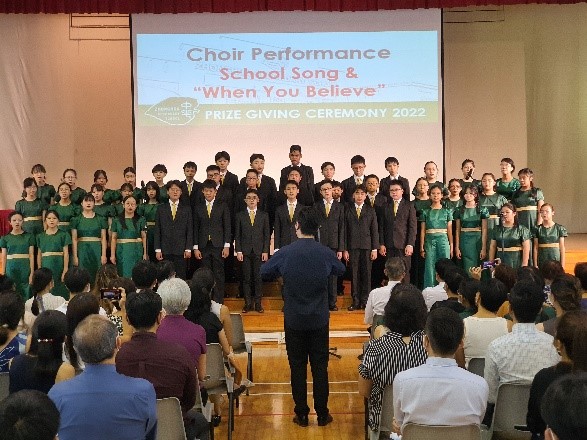 Choir Performance
School Song &
“When You Believe”
PRIZE GIVING CEREMONY 2022